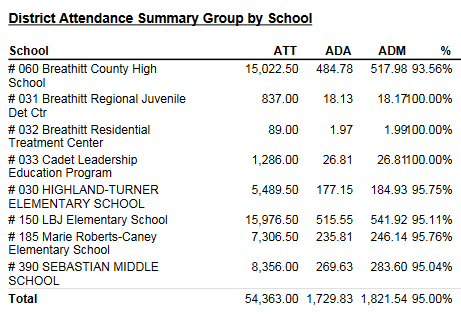 District Attendance Summary Group by School
School ATT ADA ADM %
# 060 Breathitt County High 15,022.50 484.78 517.98 93.56%
School
# 031 Breathitt Regional Juvenile 837.00 18.13 18.17100.00%
Det Ctr
# 032 Breathitt Residential 89.00 1.97 1.99100.00%
Treatment Center
# 033 Cadet Leadership 1,286.00 26.81 26.81100.00%
Education Program
# 030 HIGHLAND-TURNER 5,489.50 177.15 184.93 95.75%
ELEMENTARY SCHOOL
# 150 LBJ Elementary School 15,976.50 515.55 541.92 95.11%
# 185 Marie Roberts-Caney 7,306.50 235.81 246.14 95.76%
Elementary School
# 390 SEBASTIAN MIDDLE 8,356.00 269.63 283.60 95.04%
SCHOOL
Total 54,363.00 1,729.83 1,821.54 95.00%